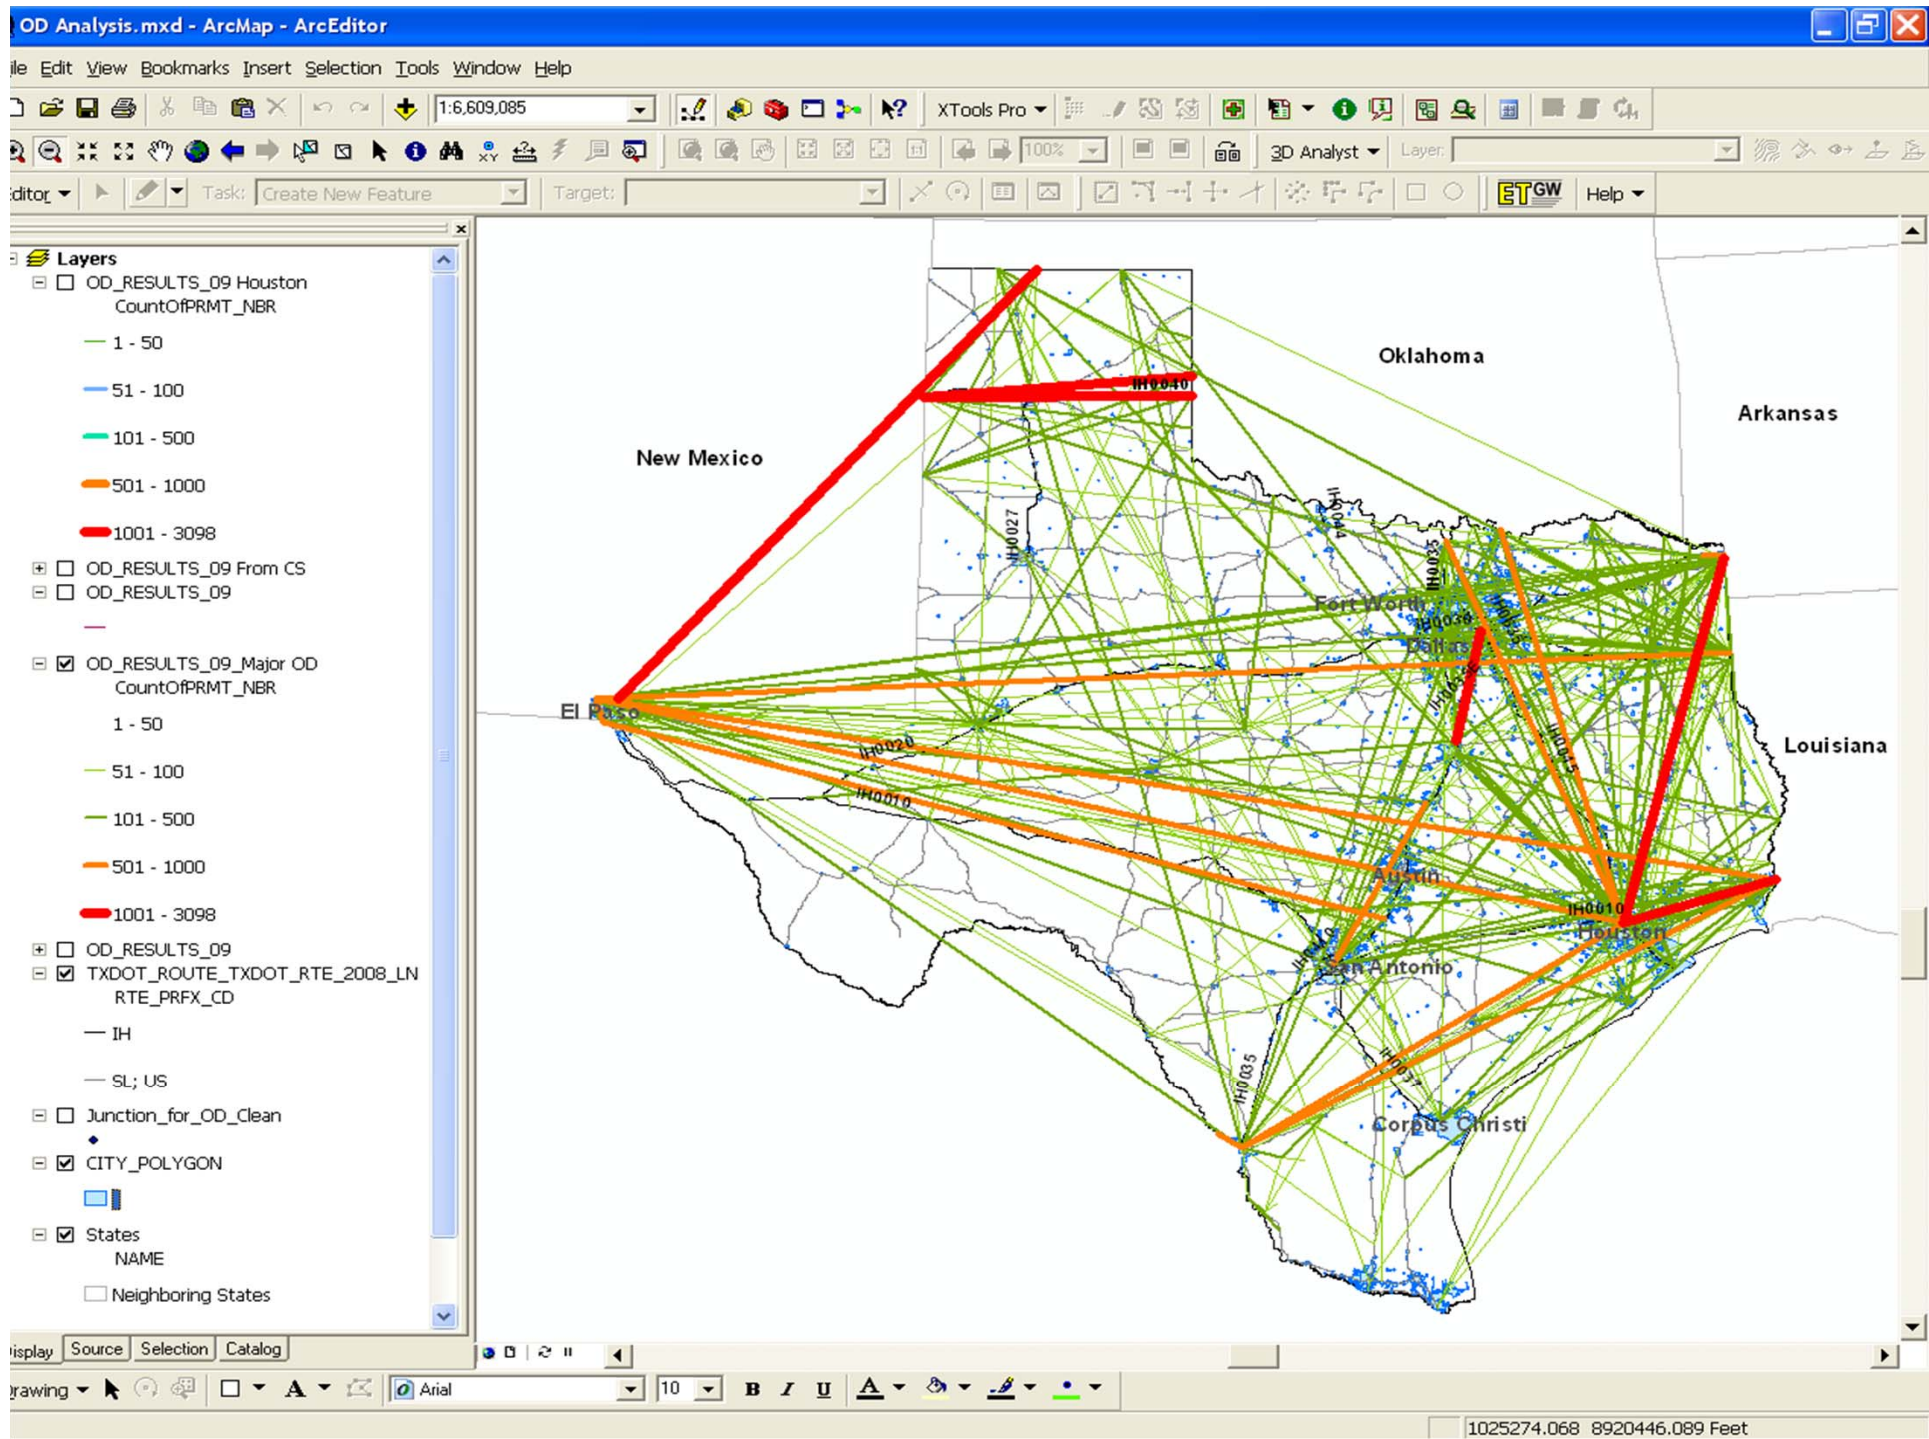 OD Analysis.mxd - ArcMap - ArcEditor
ile Edit View Bookmarks Insert Selection Tools Window Help
1:6,609,085
XTools Pro
100%
3D Analyst
Layer:
ditor
Task: Create New Feature
Target:
ETGW
Help
Layers
OD_RESULTS_09 Houston
CountOfPRMT_NBR
1 - 50
51 - 100
101 - 500
501 - 1000
1001 - 3098
OD_RESULTS_09 From CS
OD_RESULTS_09
OD_RESULTS_09_Major OD
CountOfPRMT_NBR
1 - 50
51 - 100
101 - 500
501 - 1000
1001 - 3098
OD_RESULTS_09
TXDOT_ROUTE_TXDOT_RTE_2008_LN
RTE_PRFX_CD
IH
SL; US
Junction_for_OD_Clean
CITY_POLYGON
States
NAME
Neighboring States
isplay Source Selection Catalog
Oklahoma
IH0040
Arkansas
New Mexico
IH0027
IH0044
IH0035
Fort Worth
IH0030
Dallas
El Paso
IH0020
IH0045
Louisiana
IH0010
Austin
IH0010
Houston
San Antonio
IH0035
IH0037
Corpus Christi
rawing
Arial
10
B I U A
1025274.068 8920446.089 Feet